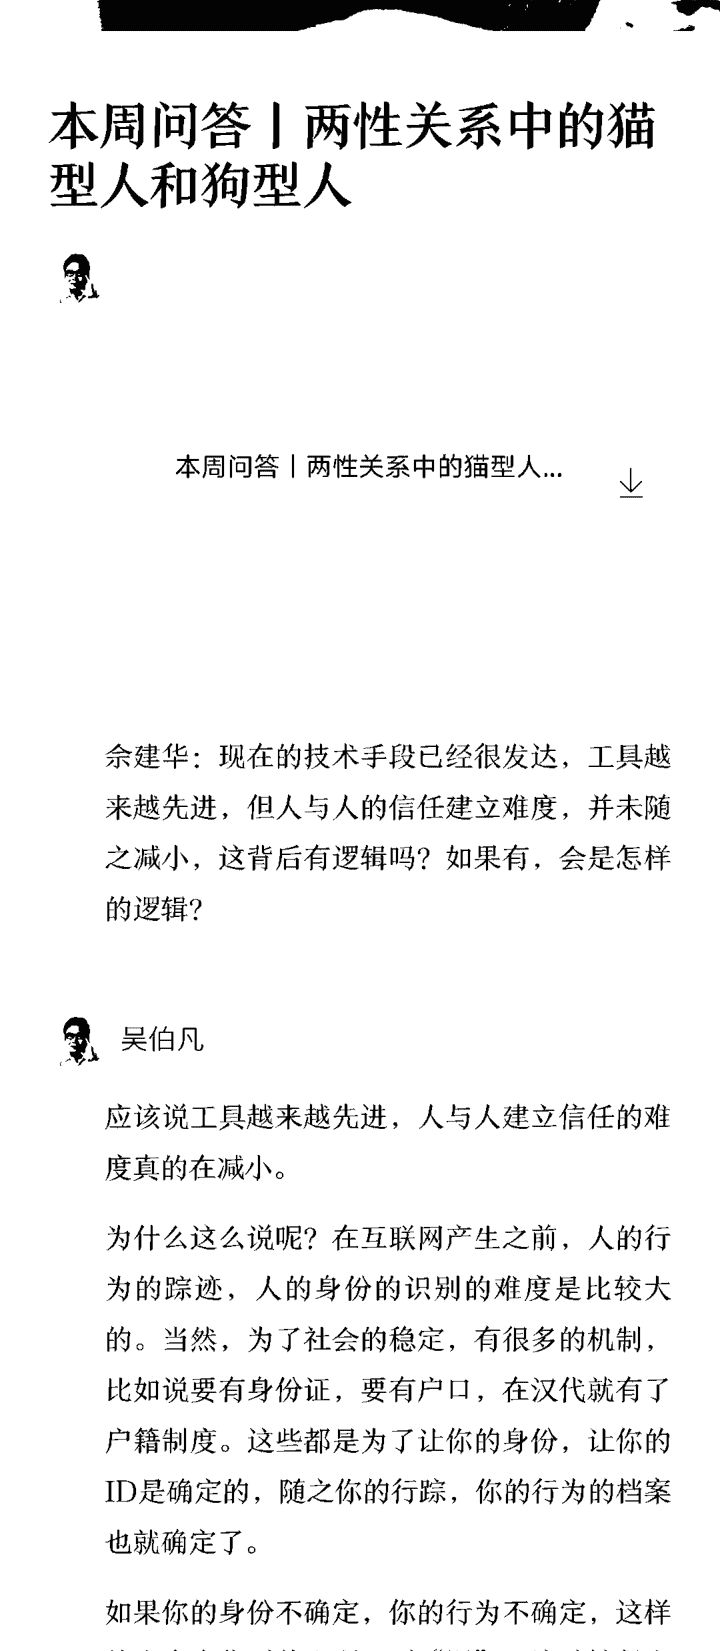 本周问答丨两性关系中的猫
型人和狗型人
本周问答丨两性关系中的猫型人...
佘建华：现在的技术手段已经很发达，工具越
来越先进，但人与人的信任建立难度，并未随
之减小，这背后有逻辑吗？如果有，会是怎样
的逻辑？
吴伯凡
应该说工具越来越先进，人与人建立信任的难
度真的在减小。
为什么这么说呢？在互联网产生之前，人的行
为的踪迹，人的身份的识别的难度是比较大
的。当然，为了社会的稳定，有很多的机制，
比如说要有身份证，要有户口，在汉代就有了
户籍制度。这些都是为了让你的身份，让你的
ID是确定的，随之你的行踪，你的行为的档案
也就确定了。
如果你的身份不确定，你的行为不确定，这样